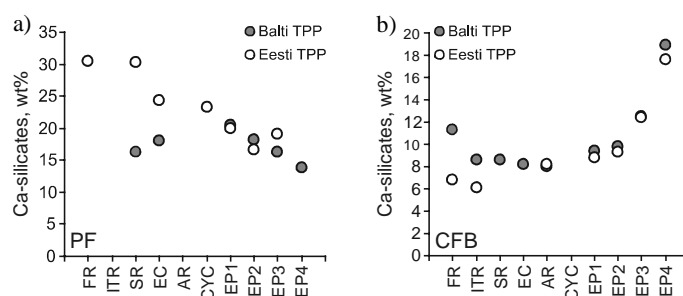 a)
Balti TPP
Eesti TPP
Ca-silicates, wt%
35
30
25
20
15
10
5
0
PF
FR
ITR
SR
EC
AR
CYC
EP1
EP2
EP3
EP4
b)
Balti TPP
Eesti TPP
Ca-silicates, wt%
20
18
16
14
12
10
8
6
4
2
0
CFB
FR
ITR
SR
EC
AR
CYC
EP1
EP2
EP3
EP4